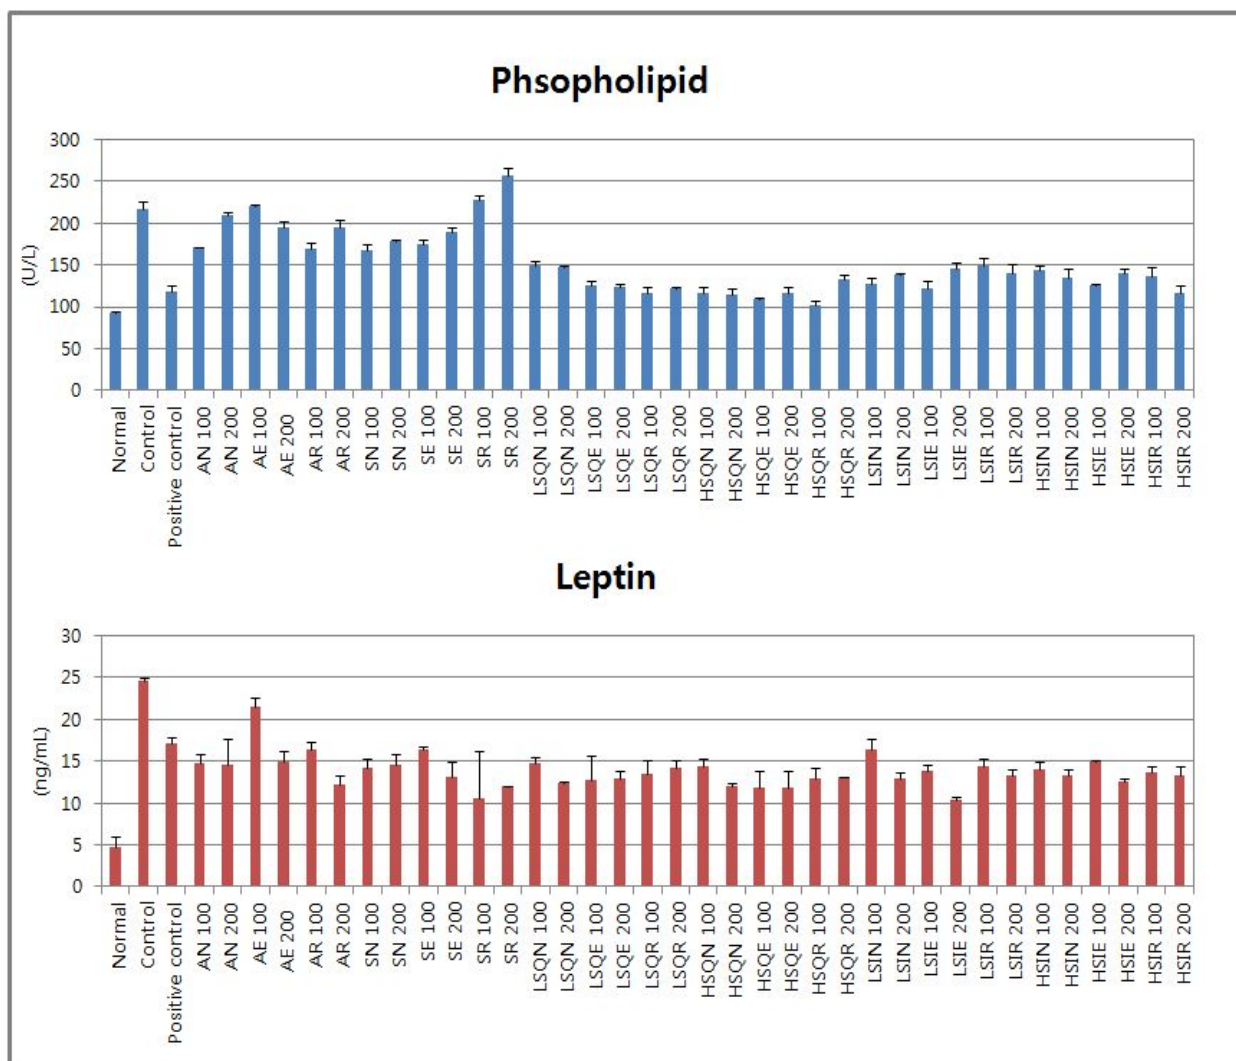 Phsopholipid
300
250
200
150
100
50
0
(U/L)
Normal
Control
Positive control
AN 100
AN 200
AE 100
AE 200
AR 100
AR 200
SN 100
SN 200
SE 100
SE 200
SR 100
SR 200
LSQN 100
LSQN 200
LSQE 100
LSQE 200
LSQR 100
LSQR 200
HSQN 100
HSQN 200
HSQE 100
HSQE 200
HSQR 100
HSQR 200
LSIN 100
LSIN 200
LSIE 100
LSIE 200
LSIR 100
LSIR 200
HSIN 100
HSIN 200
HSIE 100
HSIE 200
HSIR 100
HSIR 200
Leptin
30
25
20
15
10
5
0
(ng/mL)
Normal
Control
Positive control
AN 100
AN 200
AE 100
AE 200
AR 100
AR 200
SN 100
SN 200
SE 100
SE 200
SR 100
SR 200
LSQN 100
LSQN 200
LSQE 100
LSQE 200
LSQR 100
LSQR 200
HSQN 100
HSQN 200
HSQE 100
HSQE 200
HSQR 100
HSQR 200
LSIN 100
LSIN 200
LSIE 100
LSIE 200
LSIR 100
LSIR 200
HSIN 100
HSIN 200
HSIE 100
HSIE 200
HSIR 100
HSIR 200